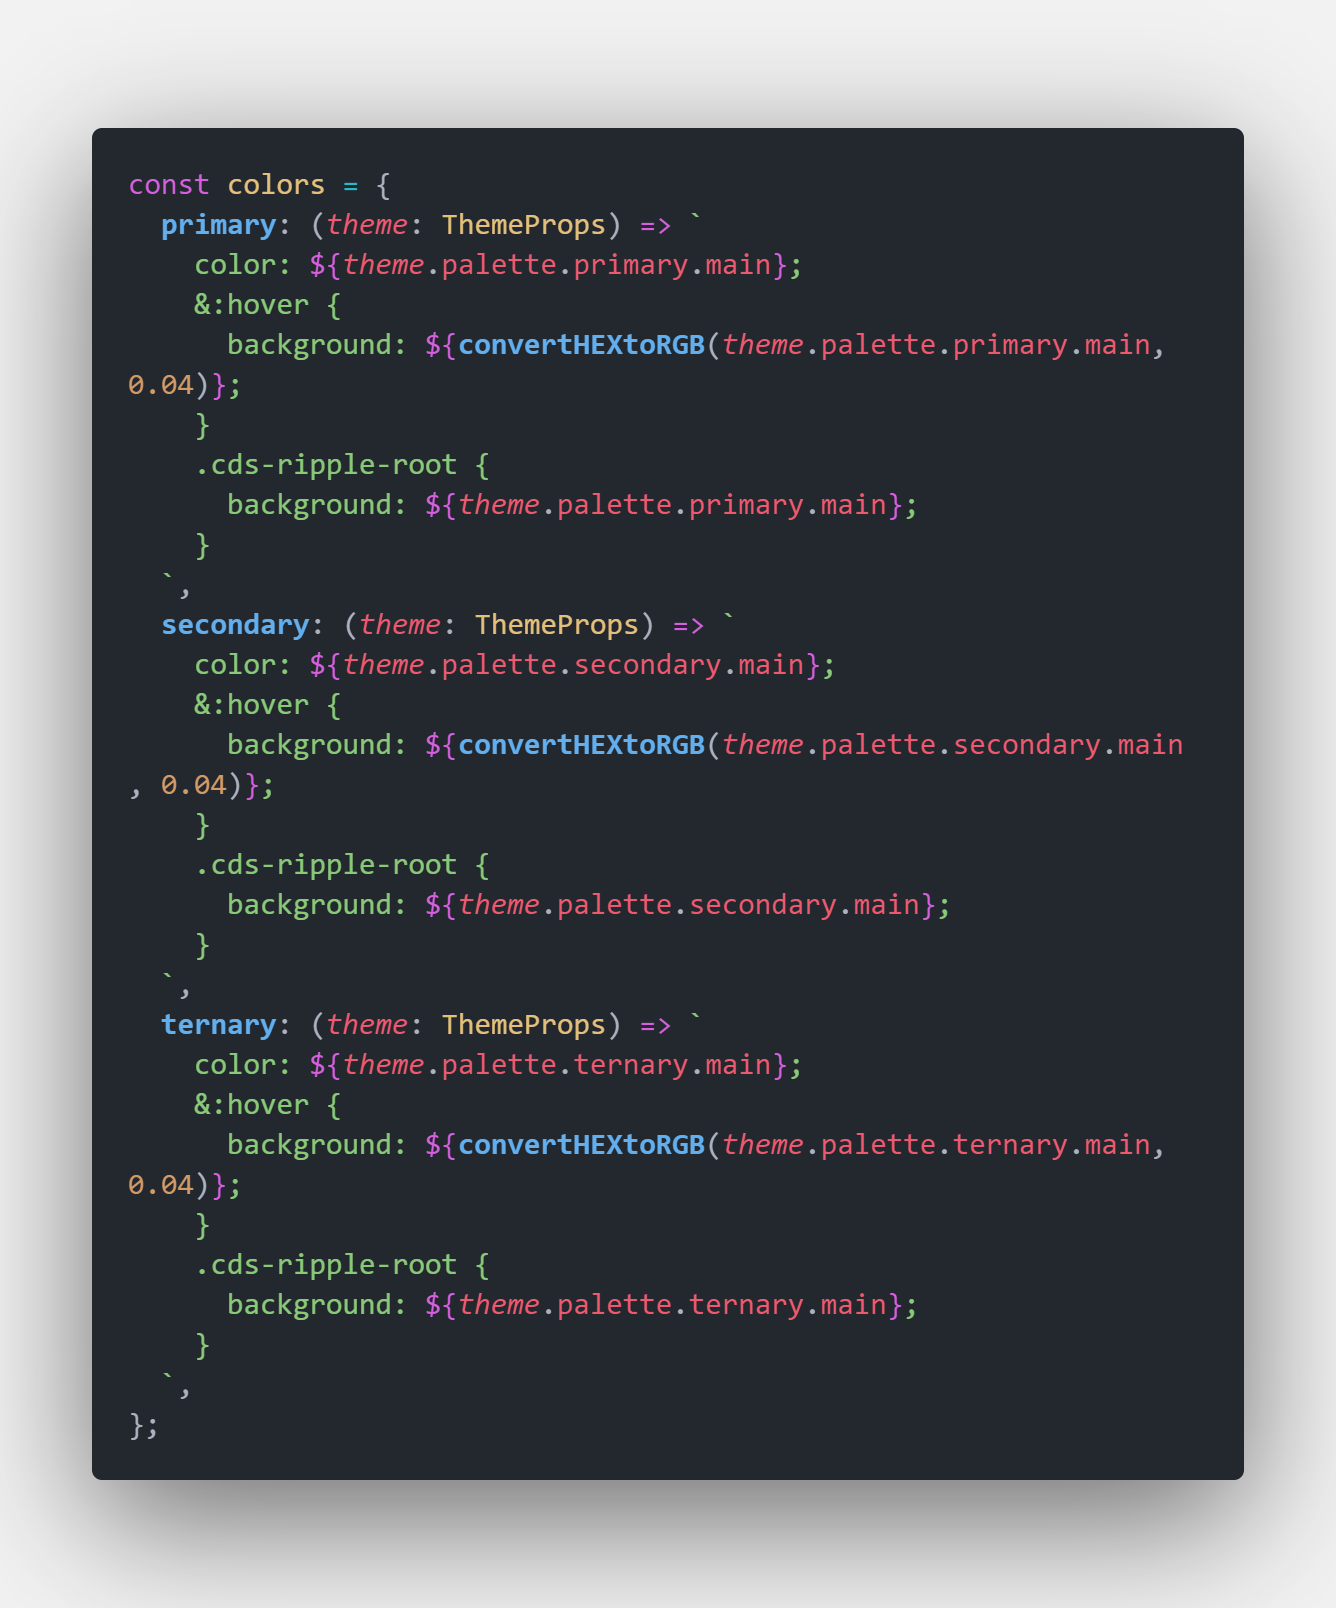 const colors = {
  primary: (theme: ThemeProps) => `
    color: ${theme.palette.primary.main};
    &:hover {
      background: ${convertHEXtoRGB(theme.palette.primary.main,
0.04)};
    }
    .cds-ripple-root {
      background: ${theme.palette.primary.main};
    }
  `,
  secondary: (theme: ThemeProps) => `
    color: ${theme.palette.secondary.main};
    &:hover {
      background: ${convertHEXtoRGB(theme.palette.secondary.main
, 0.04)};
    }
    .cds-ripple-root {
      background: ${theme.palette.secondary.main};
    }
  `,
  ternary: (theme: ThemeProps) => `
    color: ${theme.palette.ternary.main};
    &:hover {
      background: ${convertHEXtoRGB(theme.palette.ternary.main,
0.04)};
    }
    .cds-ripple-root {
      background: ${theme.palette.ternary.main};
    }
  `,
};